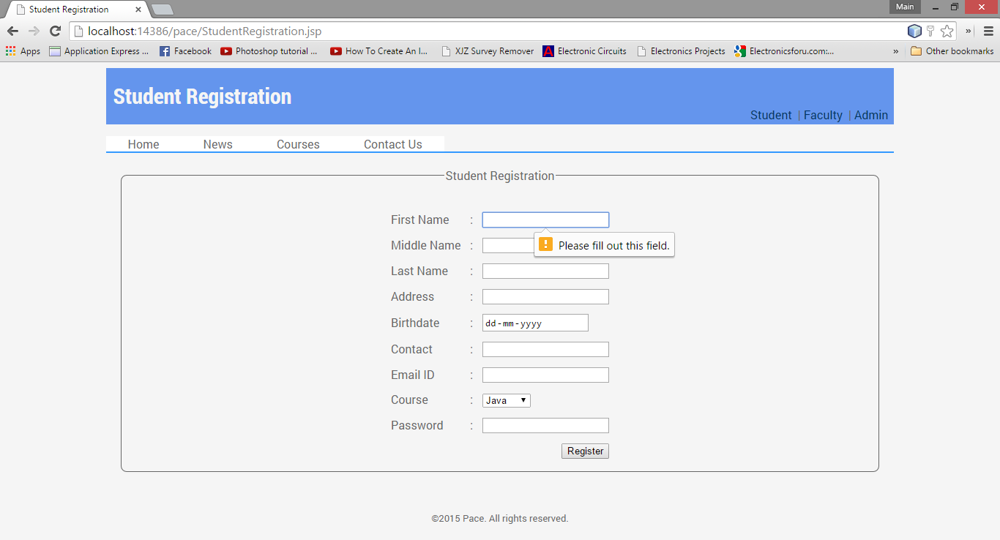 Student Registration
Main
localhost:14386/pace/StudentRegistration.jsp
Apps Application Express ... Facebook Photoshop tutorial ... How To Create An I... XJZ Survey Remover A Electronic Circuits Electronics Projects Electronicsforu.com:... » Other bookmarks
Student Registration
Student | Faculty | Admin
Home News Courses Contact Us
Student Registration
First Name :
Please fill out this field.
Middle Name :
Last Name :
Address :
Birthdate : dd-mm-yyyy
Contact :
Email ID :
Course : Java
Password :
Register
©2015 Pace. All rights reserved.